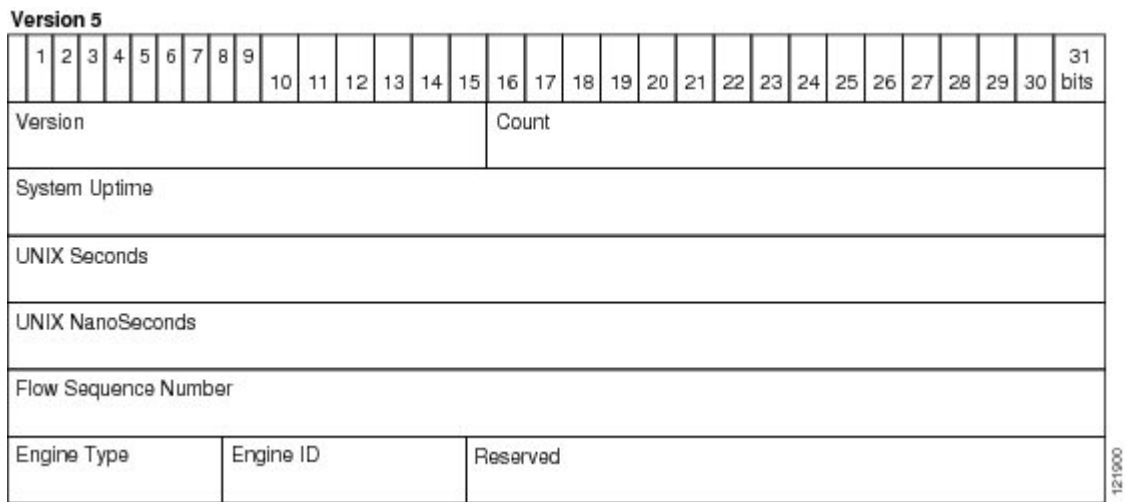 Version 5
1 2 3 4 5 6 7 8 9 10 11 12 13 14 15 16 17 18 19 20 21 22 23 24 25 26 27 28 29 30 31 bits
Version Count
System Uptime
UNIX Seconds
UNIX NanoSeconds
Flow Sequence Number
Engine Type Engine ID Reserved
121900